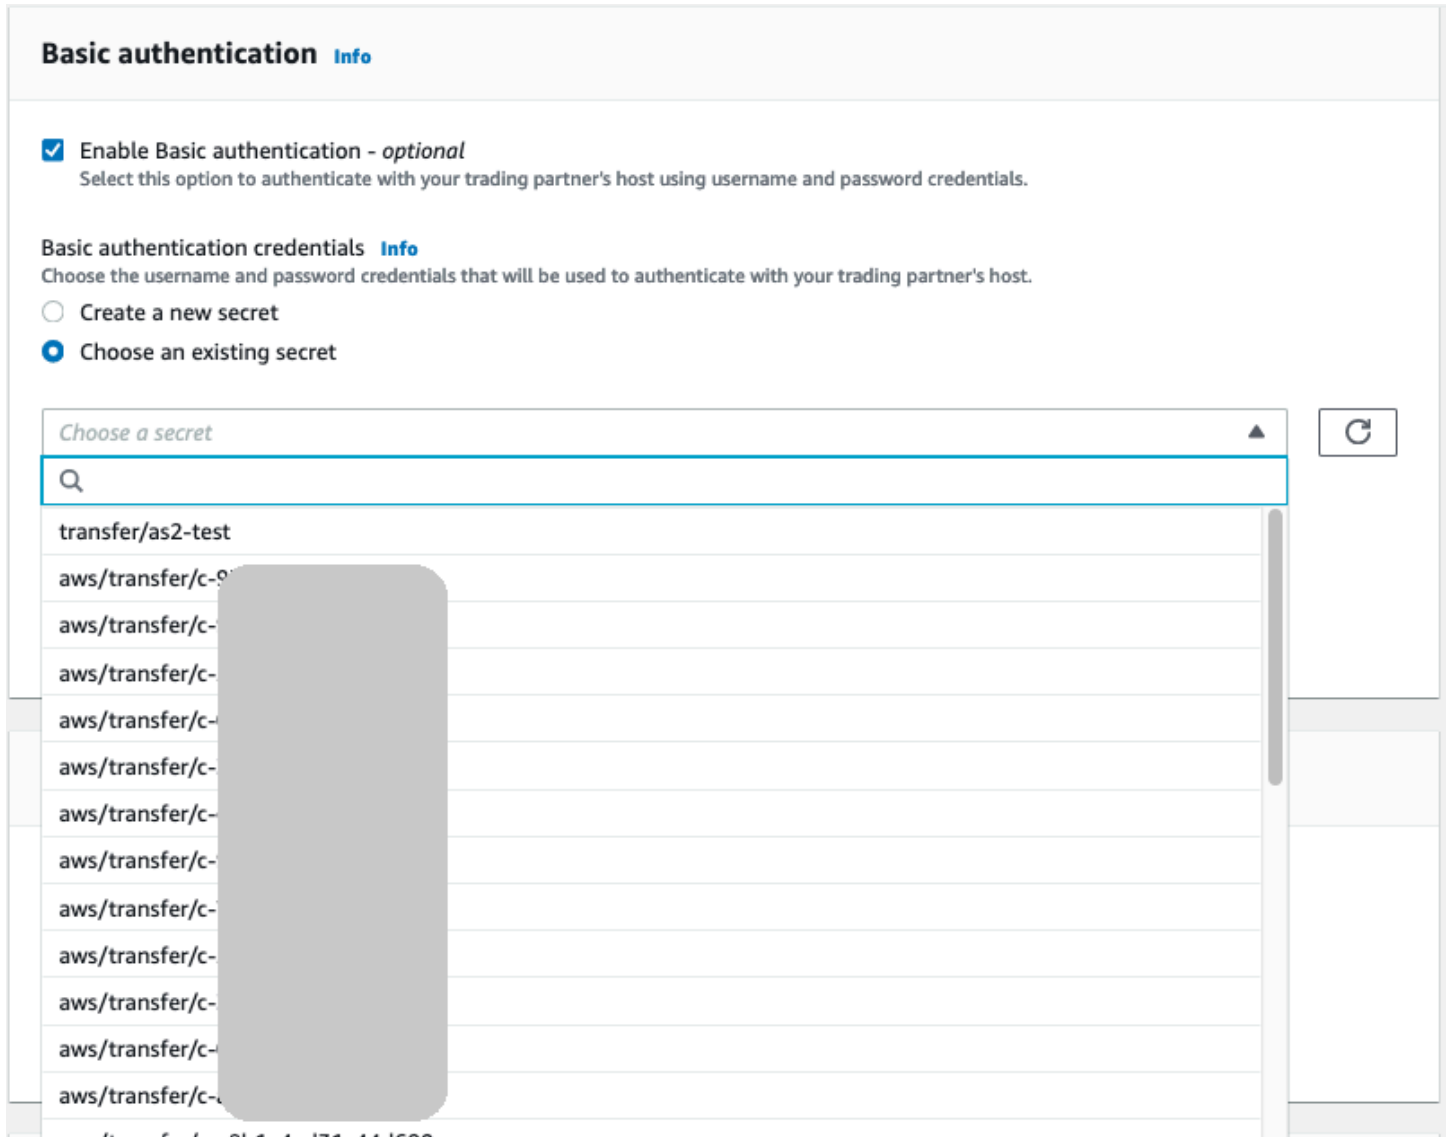 Basic authentication Info
Enable Basic authentication - optional
Select this option to authenticate with your trading partner's host using username and password credentials.
Basic authentication credentials Info
Choose the username and password credentials that will be used to authenticate with your trading partner's host.
Create a new secret
Choose an existing secret
Choose a secret
transfer/as2-test
aws/transfer/c-9
aws/transfer/c-
aws/transfer/c-
aws/transfer/c-
aws/transfer/c-
aws/transfer/c-
aws/transfer/c-
aws/transfer/c-
aws/transfer/c-
aws/transfer/c-
aws/transfer/c-
aws/transfer/c-